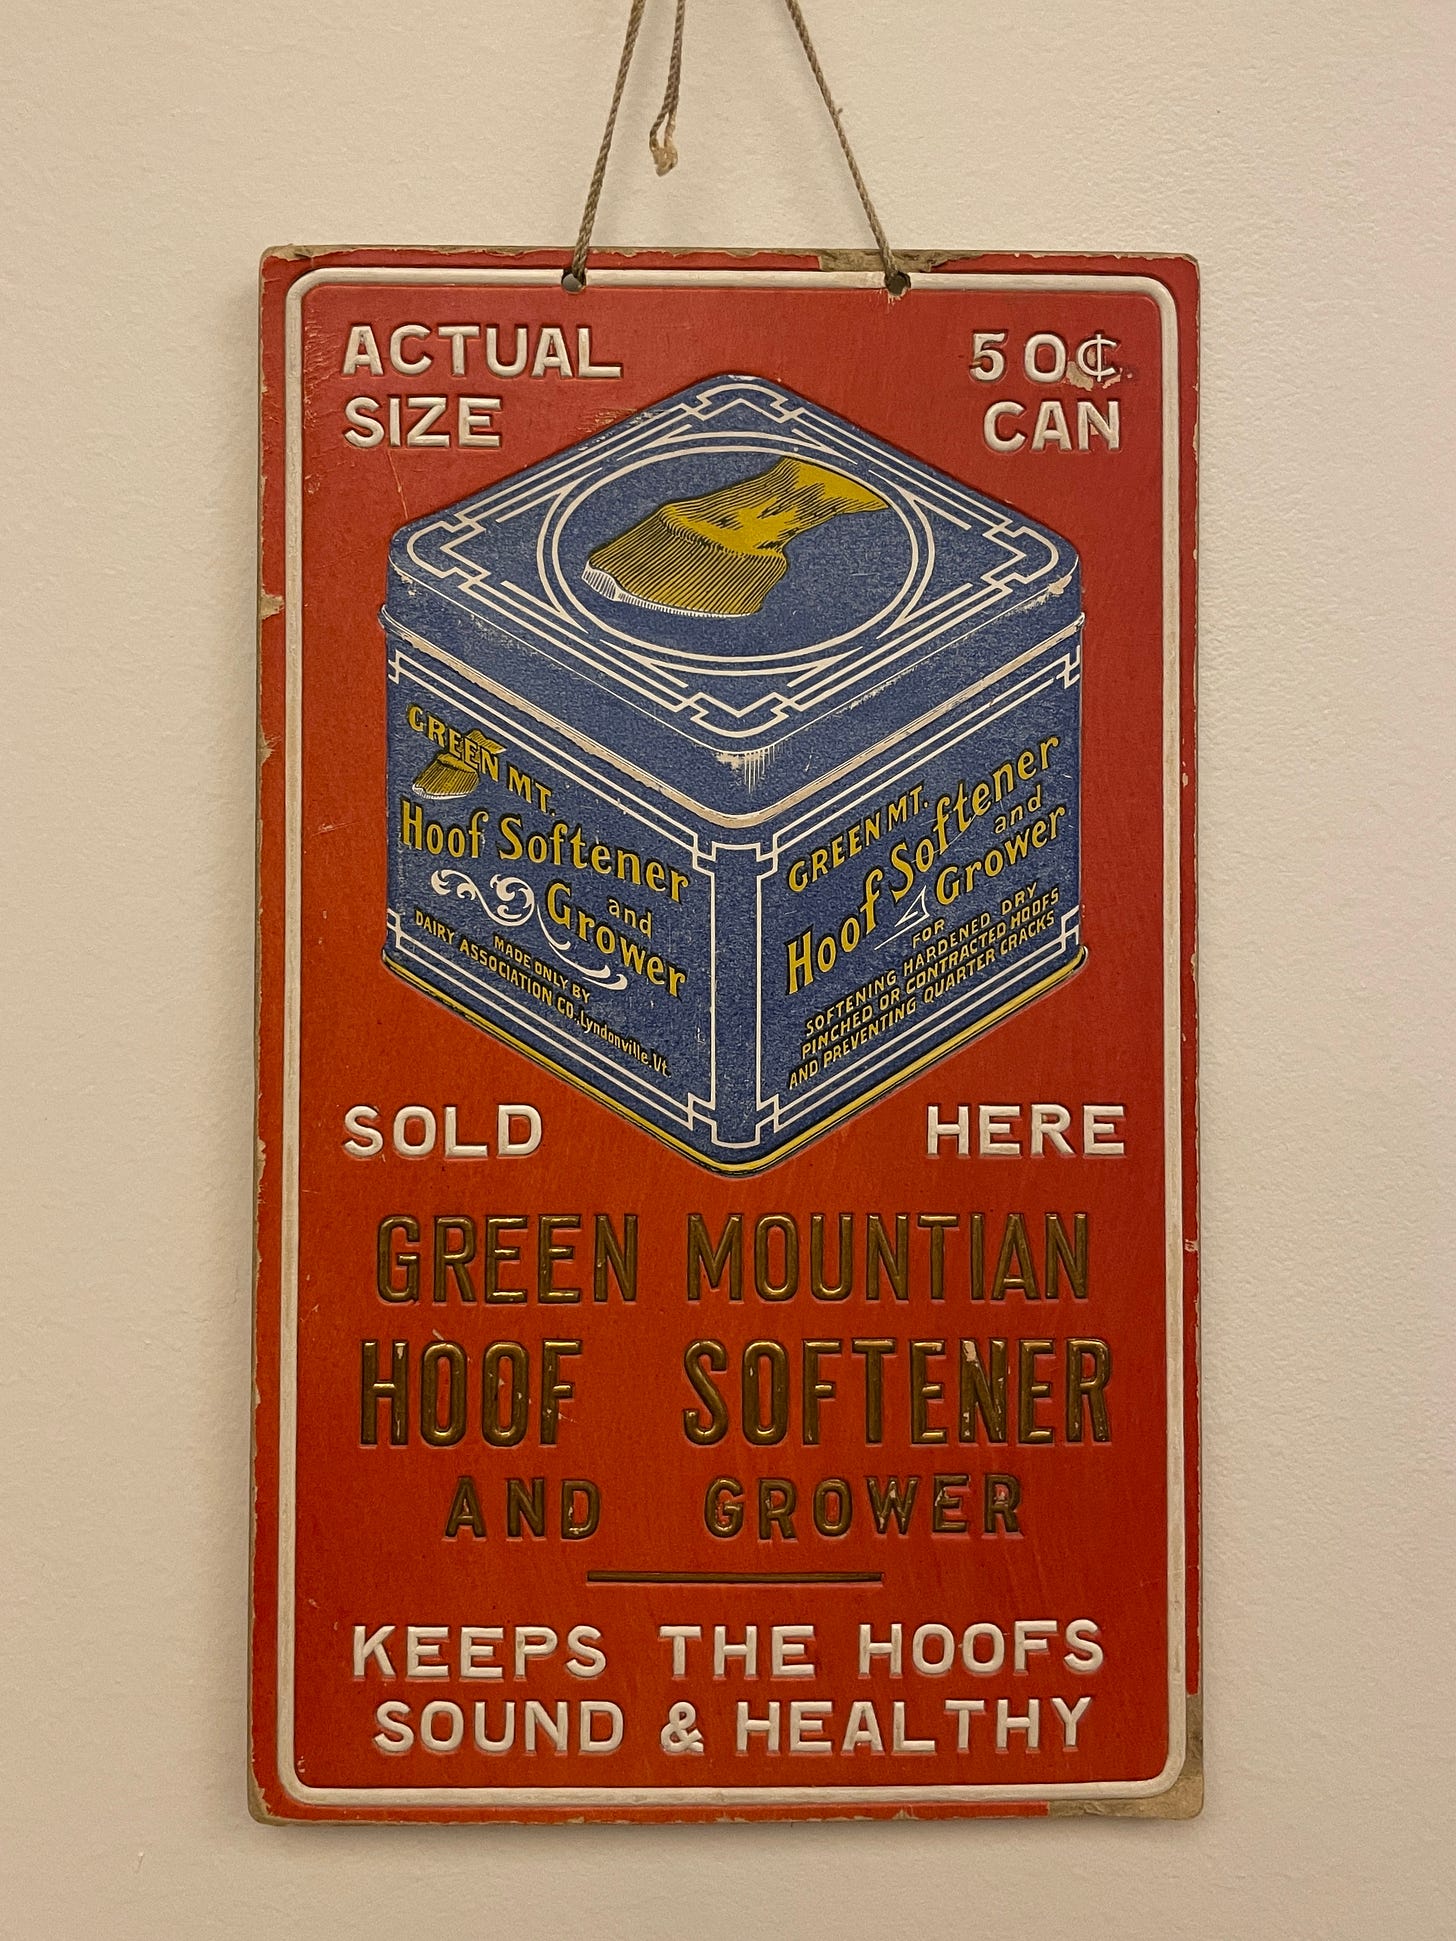 ACTUAL
SIZE
50¢
CAN
GREEN MT.
Hoof Softener
and
Grower
MADE ONLY BY
DAIRY ASSOCIATION CO., Lyndonville. Vt.
GREEN MT.
Hoof Softener
and
Grower
FOR
SOFTENING HARDENED DRY
PINCHED OR CONTRACTED HOOFS
AND PREVENTING QUARTER CRACKS
SOLD HERE
GREEN MOUNTIAN
HOOF SOFTENER
AND GROWER
KEEPS THE HOOFS
SOUND & HEALTHY